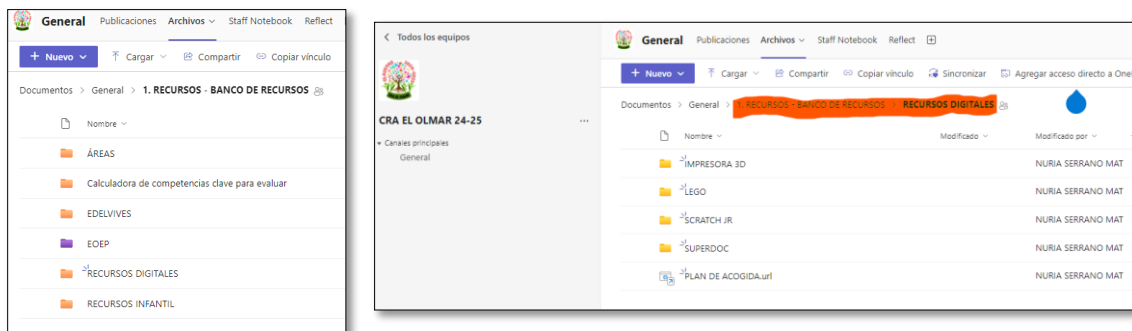 General Publicaciones Archivos Staff Notebook Reflect
+ Nuevo Cargar Compartir Copiar vínculo
Documentos > General > 1. RECURSOS - BANCO DE RECURSOS
Nombre
ÁREAS
Calculadora de competencias clave para evaluar
EDELVIVES
EOEP
RECURSOS DIGITALES
RECURSOS INFANTIL
< Todos los equipos
CRA EL OLMAR 24-25 ...
Canales principales
General
General Publicaciones Archivos Staff Notebook Reflect
+ Nuevo Cargar Compartir Copiar vínculo Sincronizar Agregar acceso directo a One
Documentos > General > 1. RECURSOS - BANCO DE RECURSOS > RECURSOS DIGITALES
Nombre Modificado Modificado por
IMPRESORA 3D NURIA SERRANO MAT
LEGO NURIA SERRANO MAT
SCRATCH JR NURIA SERRANO MAT
SUPERDOC NURIA SERRANO MAT
PLAN DE ACOGIDA.url NURIA SERRANO MAT